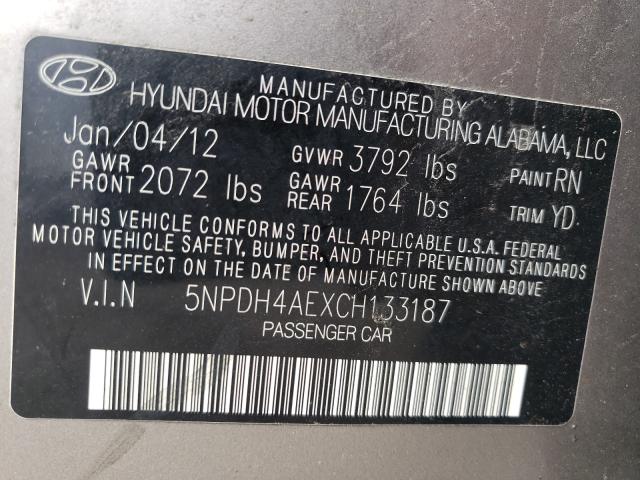 MANUFACTURED BY
HYUNDAI MOTOR MANUFACTURING ALABAMA, LLC
Jan/04/12 GVWR 3792 lbs PAINT RN
GAWR FRONT 2072 lbs GAWR REAR 1764 lbs TRIM YD
THIS VEHICLE CONFORMS TO ALL APPLICABLE U.S.A. FEDERAL
MOTOR VEHICLE SAFETY, BUMPER, AND THEFT PREVENTION STANDARDS
IN EFFECT ON THE DATE OF MANUFACTURE SHOWN ABOVE.
V.I.N 5NPDH4AEXCH133187
PASSENGER CAR